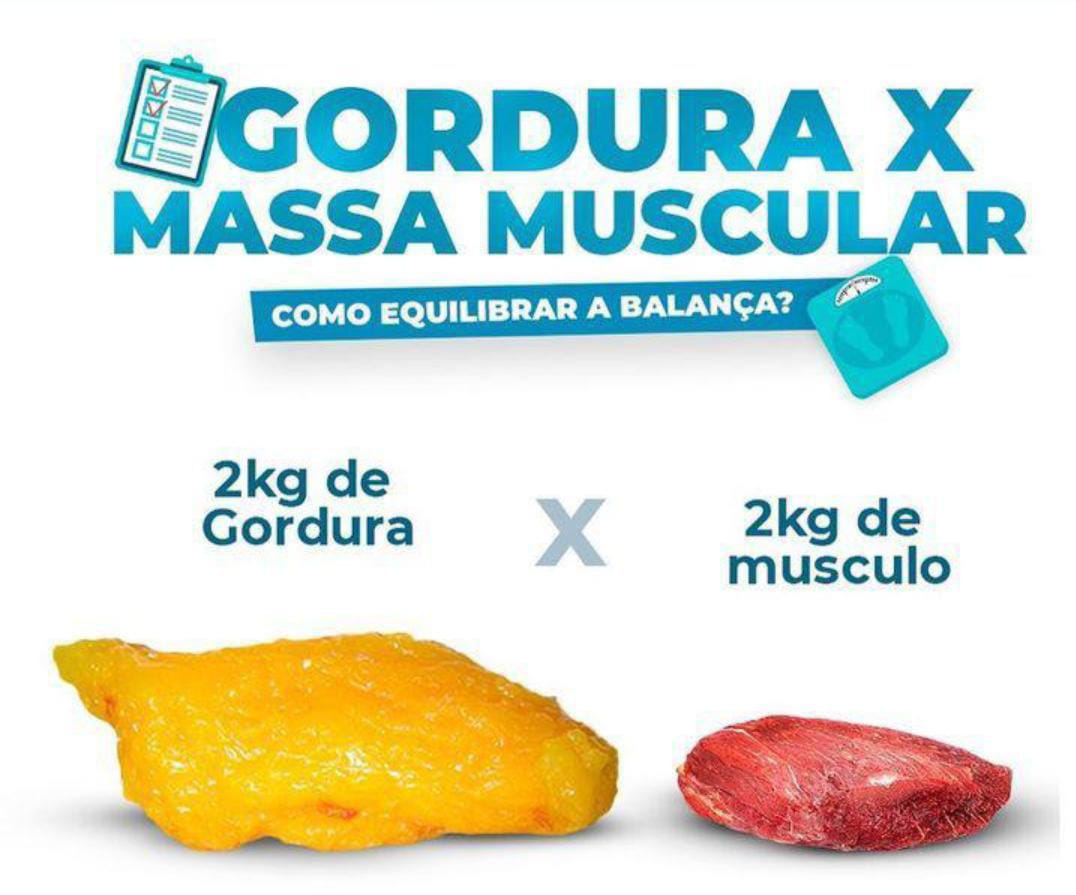 GORDURA X
MASSA MUSCULAR
COMO EQUILIBRAR A BALANÇA?
2kg de
Gordura
X
2kg de
musculo